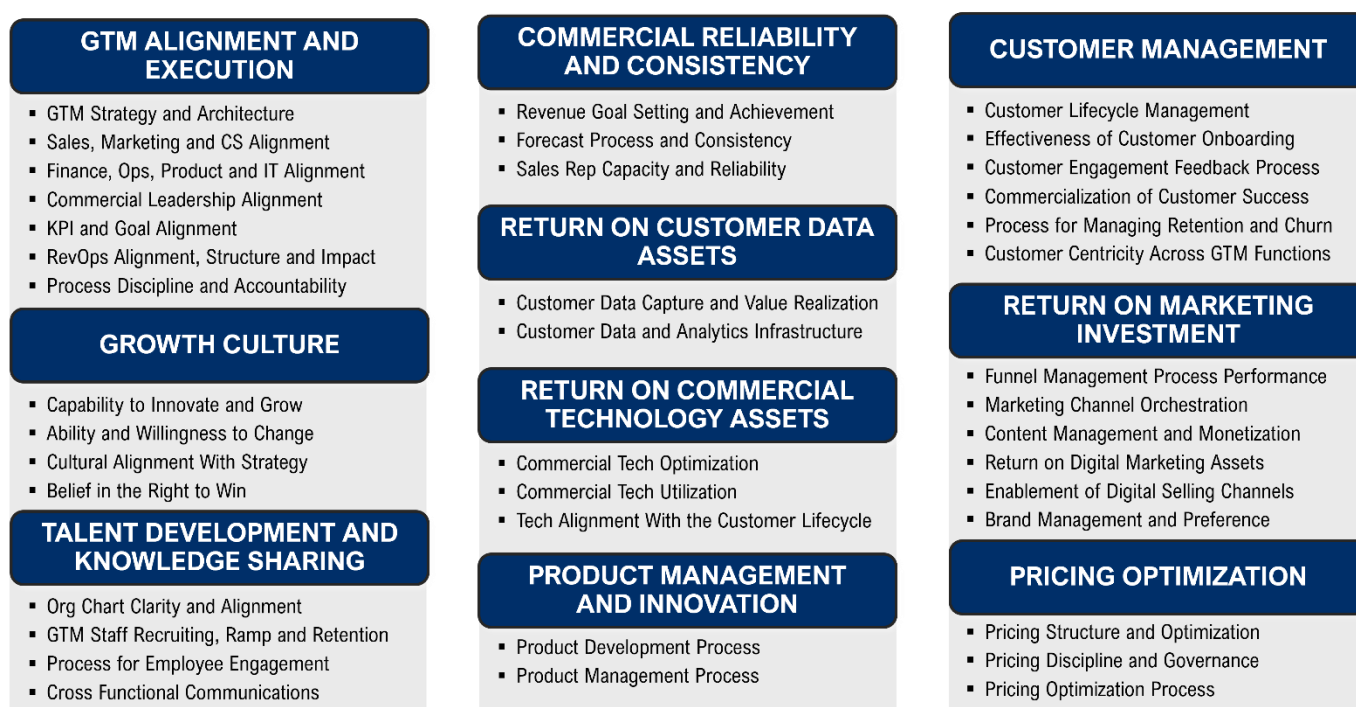 GTM ALIGNMENT AND
EXECUTION
▪ GTM Strategy and Architecture
▪ Sales, Marketing and CS Alignment
▪ Finance, Ops, Product and IT Alignment
▪ Commercial Leadership Alignment
▪ KPI and Goal Alignment
▪ RevOps Alignment, Structure and Impact
▪ Process Discipline and Accountability
GROWTH CULTURE
▪ Capability to Innovate and Grow
▪ Ability and Willingness to Change
▪ Cultural Alignment With Strategy
▪ Belief in the Right to Win
TALENT DEVELOPMENT AND
KNOWLEDGE SHARING
▪ Org Chart Clarity and Alignment
▪ GTM Staff Recruiting, Ramp and Retention
▪ Process for Employee Engagement
▪ Cross Functional Communications
COMMERCIAL RELIABILITY
AND CONSISTENCY
▪ Revenue Goal Setting and Achievement
▪ Forecast Process and Consistency
▪ Sales Rep Capacity and Reliability
RETURN ON CUSTOMER DATA
ASSETS
▪ Customer Data Capture and Value Realization
▪ Customer Data and Analytics Infrastructure
RETURN ON COMMERCIAL
TECHNOLOGY ASSETS
▪ Commercial Tech Optimization
▪ Commercial Tech Utilization
▪ Tech Alignment With the Customer Lifecycle
PRODUCT MANAGEMENT
AND INNOVATION
▪ Product Development Process
▪ Product Management Process
CUSTOMER MANAGEMENT
▪ Customer Lifecycle Management
▪ Effectiveness of Customer Onboarding
▪ Customer Engagement Feedback Process
▪ Commercialization of Customer Success
▪ Process for Managing Retention and Churn
▪ Customer Centricity Across GTM Functions
RETURN ON MARKETING
INVESTMENT
▪ Funnel Management Process Performance
▪ Marketing Channel Orchestration
▪ Content Management and Monetization
▪ Return on Digital Marketing Assets
▪ Enablement of Digital Selling Channels
▪ Brand Management and Preference
PRICING OPTIMIZATION
▪ Pricing Structure and Optimization
▪ Pricing Discipline and Governance
▪ Pricing Optimization Process